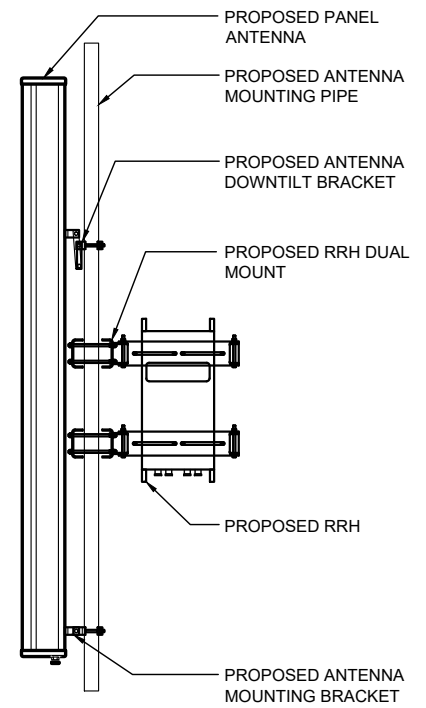 PROPOSED PANEL
ANTENNA
PROPOSED ANTENNA
MOUNTING PIPE
PROPOSED ANTENNA
DOWNTILT BRACKET
PROPOSED RRH DUAL
MOUNT
PROPOSED RRH
PROPOSED ANTENNA
MOUNTING BRACKET